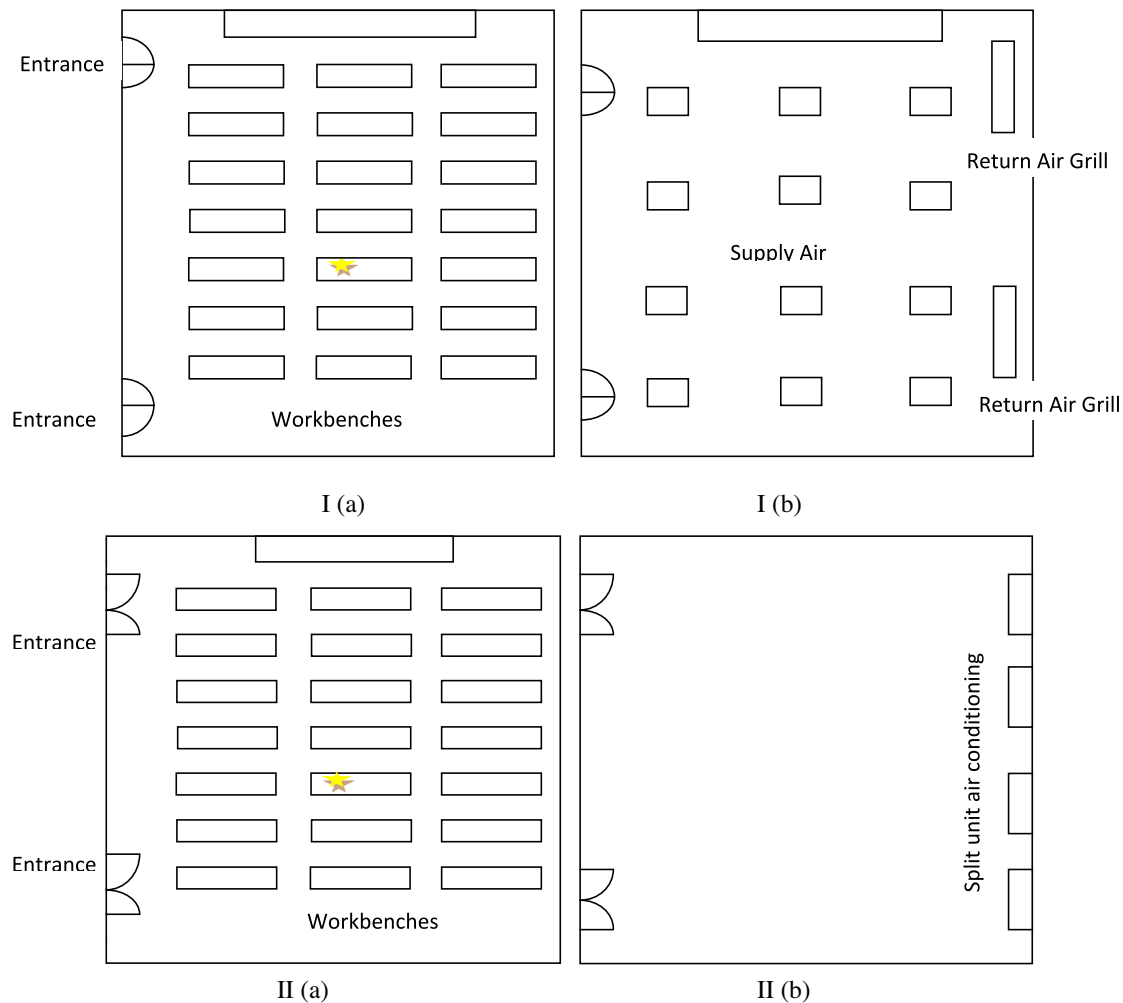 Entrance
Entrance
Workbenches
I (a)
Return Air Grill
Supply Air
Return Air Grill
I (b)
Entrance
Entrance
Workbenches
II (a)
Split unit air conditioning
II (b)